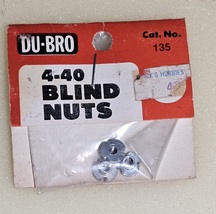 DU-BRO
Cat. No.
135
4-40
BLIND
NUTS